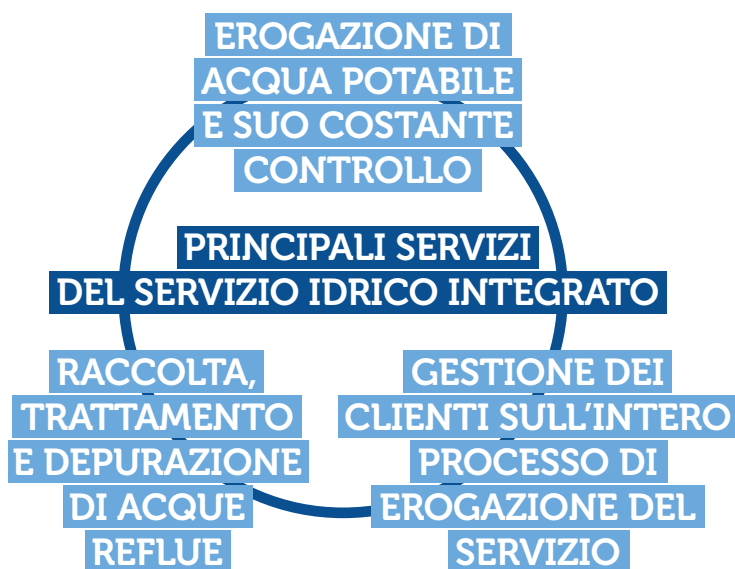 EROGAZIONE DI
ACQUA POTABILE
E SUO COSTANTE
CONTROLLO
PRINCIPALI SERVIZI
DEL SERVIZIO IDRICO INTEGRATO
RACCOLTA,
TRATTAMENTO
E DEPURAZIONE
DI ACQUE
REFLUE
GESTIONE DEI
CLIENTI SULL'INTERO
PROCESSO DI
EROGAZIONE DEL
SERVIZIO